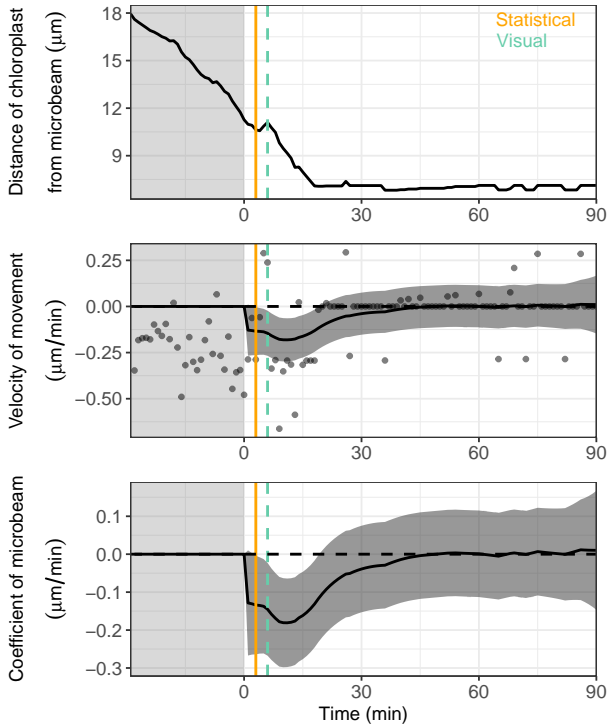 Distance of chloroplast
from microbeam (μm)
18
15
12
9
Statistical
Visual
0
30
60
90
Velocity of movement
(μm/min)
0.25
0.00
−0.25
−0.50
0
30
60
90
Coefficient of microbeam
(μm/min)
0.1
0.0
−0.1
−0.2
−0.3
0
30
60
90
Time (min)